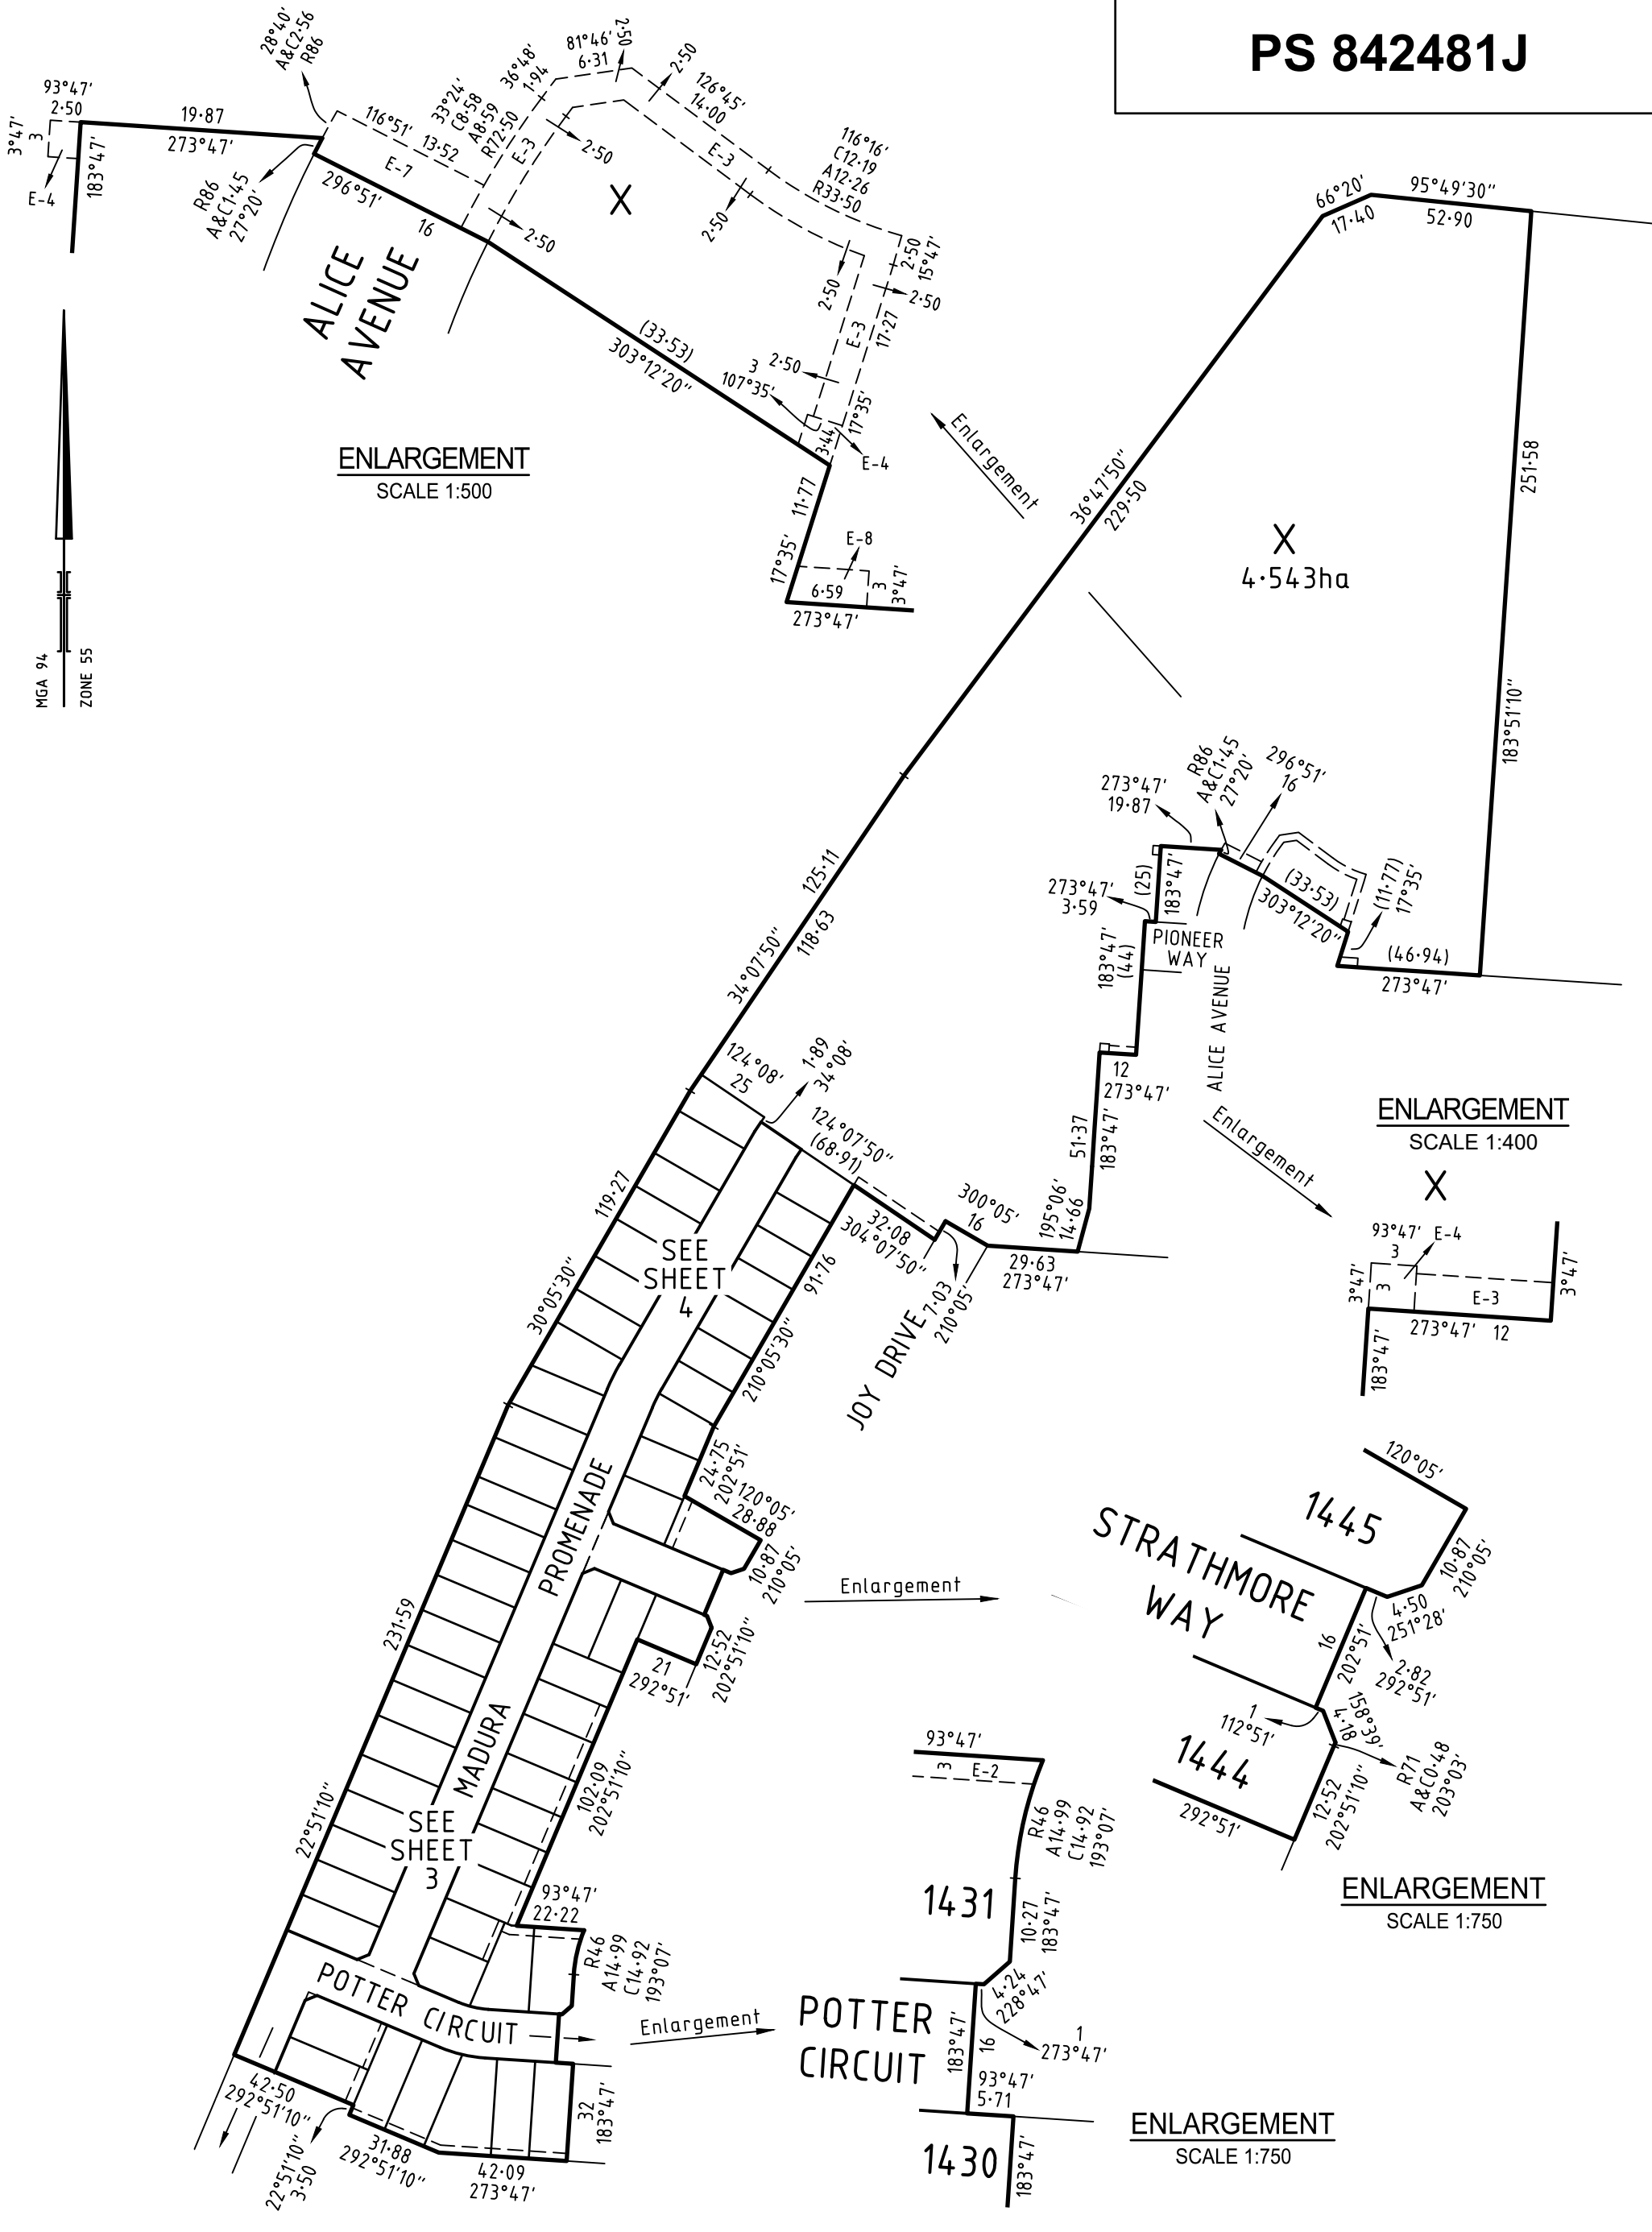 PS 842481J
28°40'
A&C2·56
R86
93°47'
2·50
3°47'
3
E-4
183°47'
19·87
273°47'
R86
A&C1·45
27°20'
116°51'
13·52
E-7
296°51'
16
33°24'
C8·58
A8·59
R72·50
36°48'
1·94
81°46'
6·31
2·50
2·50
126°45'
14·00
E-3
2·50
E-3
2·50
X
116°16'
C12·19
A12·26
R33·50
2·50
2·50
2·50
15°47'
2·50
17·27
E-3
ALICE
AVENUE
(33·53)
303°12'20"
3
107°35'
2·50
17°35'
3·44
E-4
11·77
17°35'
E-8
6·59
3
3°47'
273°47'
ENLARGEMENT
SCALE 1:500
MGA 94
ZONE 55
Enlargement
66°20'
17·40
95°49'30"
52·90
36°47'50"
229·50
251·58
183°51'10"
X
4·543ha
125·11
34°07'50"
118·63
273°47'
19·87
R86
A&C1·45
27°20'
296°51'
16
273°47'
3·59
(25)
183°47'
(33·53)
303°12'20"
(11·77)
17°35'
(46·94)
273°47'
183°47'
(44)
PIONEER
WAY
ALICE AVENUE
12
273°47'
51·37
183°47'
195°06'
14·66
124°08'
25
1·89
34°08'
124°07'50"
(68·91)
32·08
304°07'50"
300°05'
16
7·03
210°05'
29·63
273°47'
JOY DRIVE
Enlargement
ENLARGEMENT
SCALE 1:400
X
93°47'
3
E-4
3°47'
3
E-3
3°47'
273°47' 12
183°47'
119·27
30°05'30"
SEE
SHEET
4
91·76
210°05'30"
24·75
202°51'
120°05'
28·88
10·87
210°05'
PROMENADE
MADURA
231·59
22°51'10"
21
292°51'
12·52
202°51'10"
102·09
202°51'10"
SEE
SHEET
3
93°47'
22·22
R46
A14·99
C14·92
193°07'
POTTER CIRCUIT
Enlargement
42·50
292°51'10"
22°51'10"
3·50
31·88
292°51'10"
42·09
273°47'
32
183°47'
Enlargement
120°05'
1445
STRATHMORE
WAY
10·87
210°05'
4·50
251°28'
16
202°51'
2·82
292°51'
1
112°51'
158°39'
4·18
R71
A&C0·48
203°03'
1444
12·52
202°51'10"
292°51'
ENLARGEMENT
SCALE 1:750
93°47'
3
E-2
R46
A14·99
C14·92
193°07'
1431
10·27
183°47'
4·24
228°47'
POTTER
CIRCUIT
183°47'
16
1
273°47'
93°47'
5·71
1430
183°47'
ENLARGEMENT
SCALE 1:750